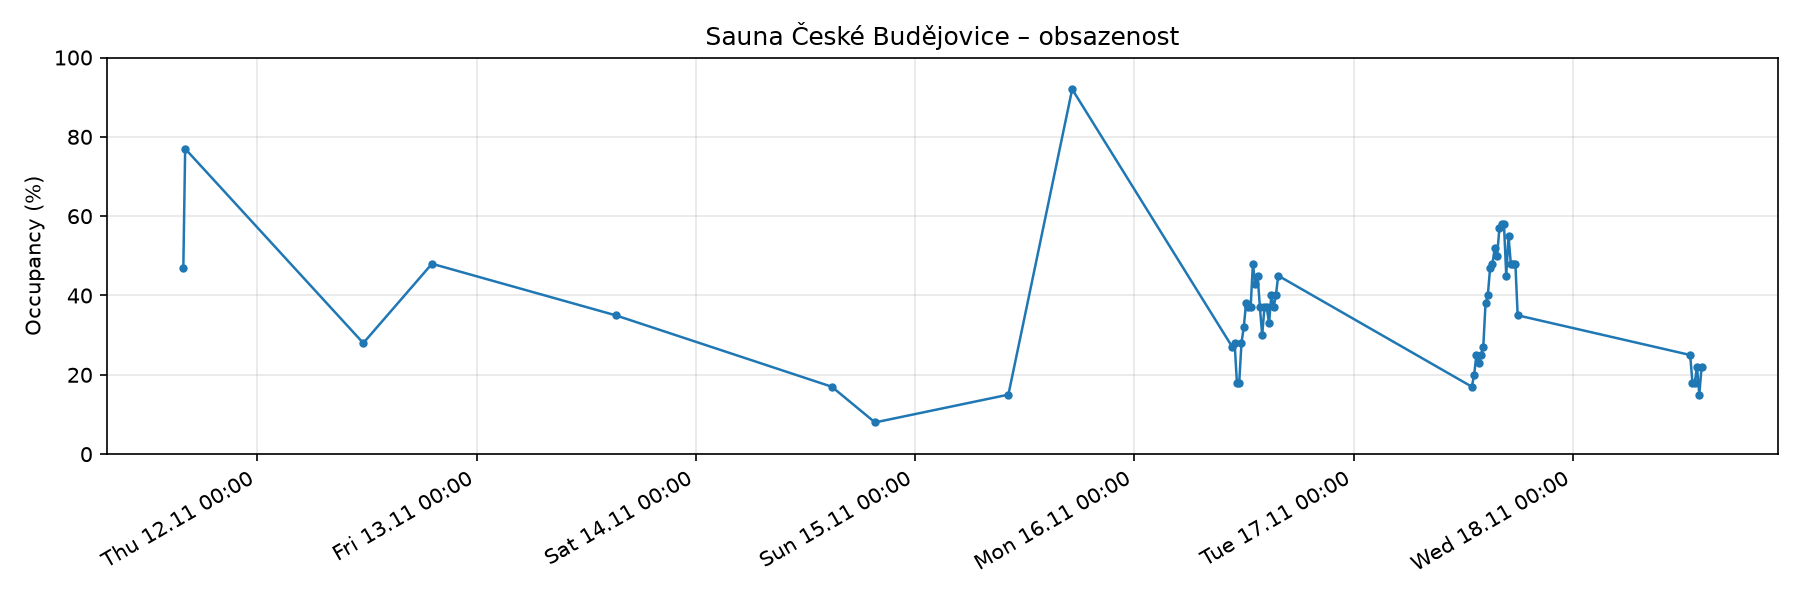 Sauna České Budějovice – obsazenost
Occupancy (%)
100
80
60
40
20
0
Thu 12.11 00:00
Fri 13.11 00:00
Sat 14.11 00:00
Sun 15.11 00:00
Mon 16.11 00:00
Tue 17.11 00:00
Wed 18.11 00:00